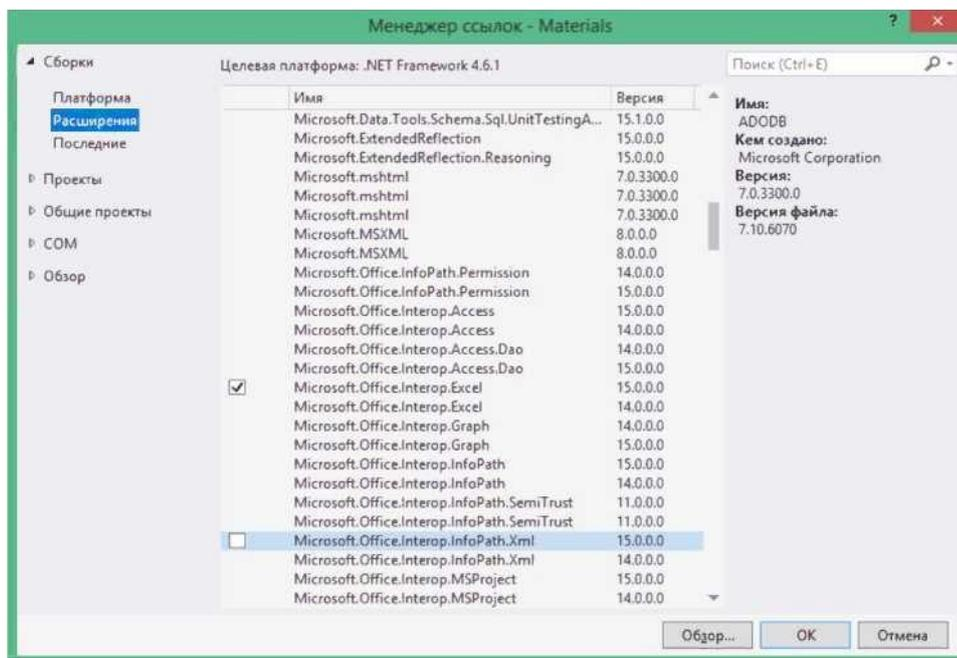 Менеджер ссылок - Materials
?
Сборки
Платформа
Расширения
Последние
Проекты
Общие проекты
COM
Обзор
Целевая платформа: .NET Framework 4.6.1
Имя Версия
Microsoft.Data.Tools.Schema.Sql.UnitTestingA... 15.1.0.0
Microsoft.ExtendedReflection 15.0.0.0
Microsoft.ExtendedReflection.Reasoning 15.0.0.0
Microsoft.mshtml 7.0.3300.0
Microsoft.mshtml 7.0.3300.0
Microsoft.mshtml 7.0.3300.0
Microsoft.MSXML 8.0.0.0
Microsoft.MSXML 8.0.0.0
Microsoft.Office.InfoPath.Permission 14.0.0.0
Microsoft.Office.InfoPath.Permission 15.0.0.0
Microsoft.Office.Interop.Access 15.0.0.0
Microsoft.Office.Interop.Access 14.0.0.0
Microsoft.Office.Interop.Access.Dao 14.0.0.0
Microsoft.Office.Interop.Access.Dao 15.0.0.0
Microsoft.Office.Interop.Excel 15.0.0.0
Microsoft.Office.Interop.Excel 14.0.0.0
Microsoft.Office.Interop.Graph 14.0.0.0
Microsoft.Office.Interop.Graph 15.0.0.0
Microsoft.Office.Interop.InfoPath 15.0.0.0
Microsoft.Office.Interop.InfoPath 14.0.0.0
Microsoft.Office.Interop.InfoPath.SemiTrust 11.0.0.0
Microsoft.Office.Interop.InfoPath.SemiTrust 11.0.0.0
Microsoft.Office.Interop.InfoPath.Xml 15.0.0.0
Microsoft.Office.Interop.InfoPath.Xml 14.0.0.0
Microsoft.Office.Interop.MSProject 15.0.0.0
Microsoft.Office.Interop.MSProject 14.0.0.0
Поиск (Ctrl+E)
Имя:
ADODB
Кем создано:
Microsoft Corporation
Версия:
7.0.3300.0
Версия файла:
7.10.6070
Обзор...
OK
Отмена